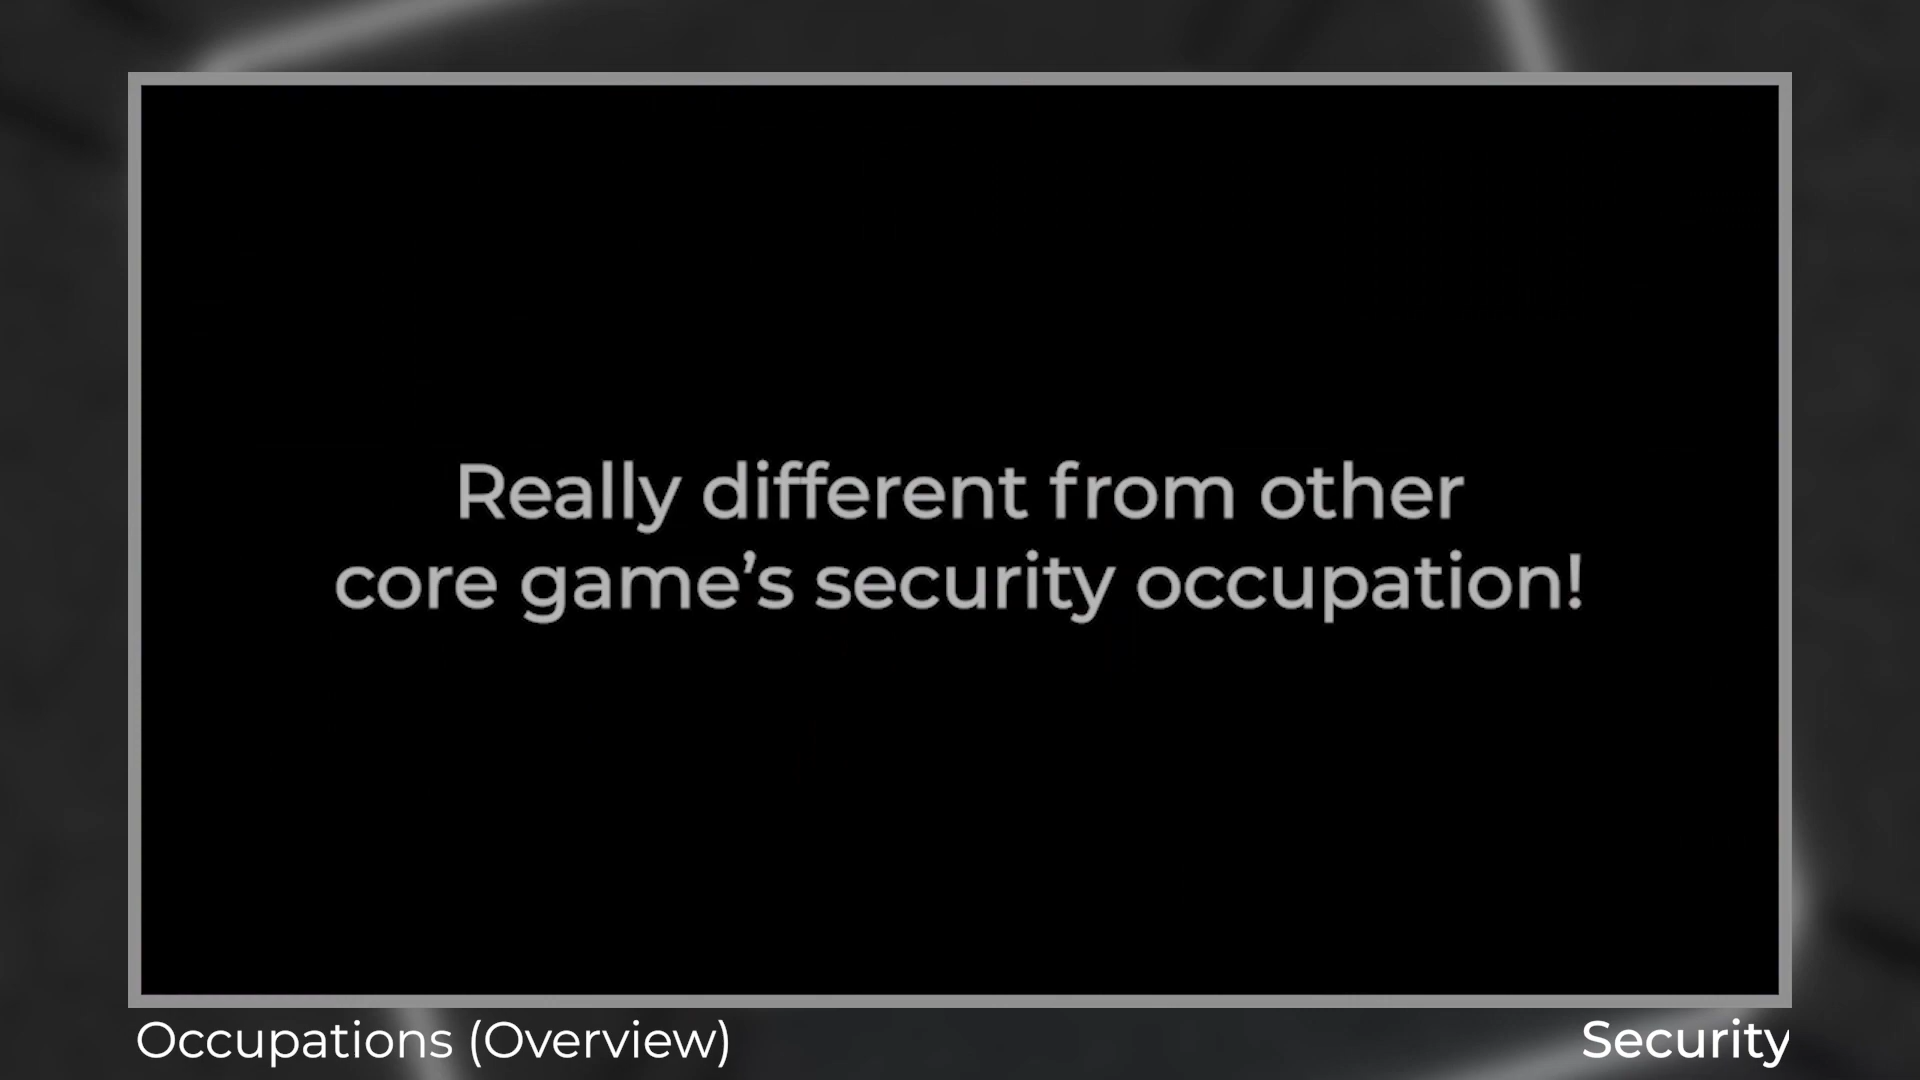 Really different from other
core game’s security occupation!
Occupations (Overview)
Security